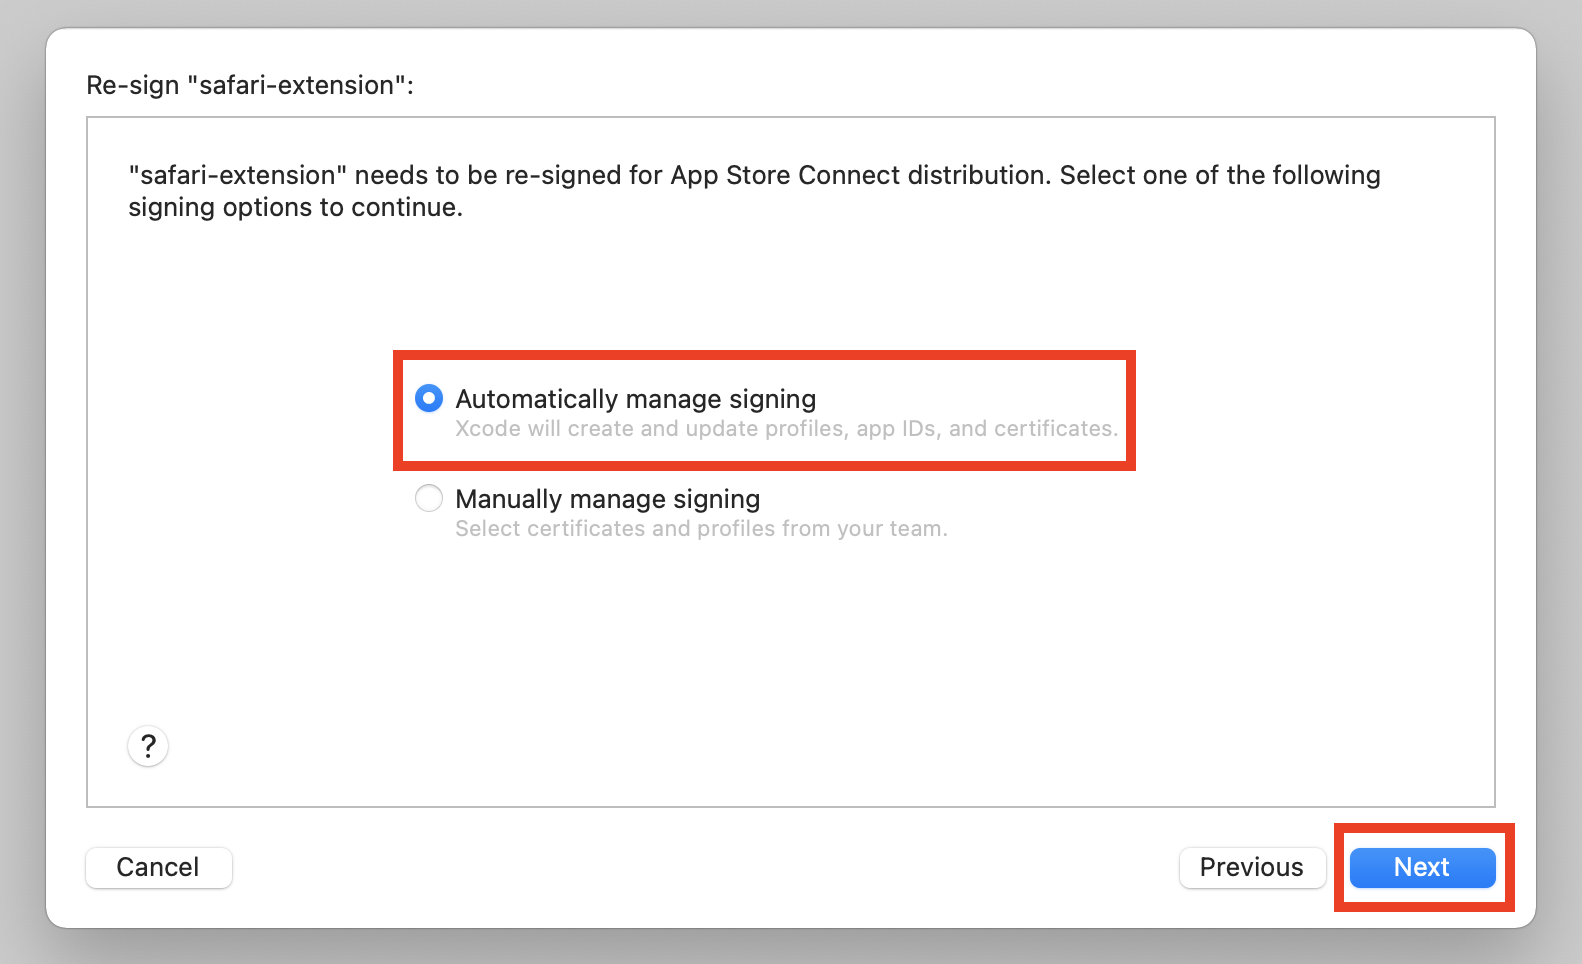 Re-sign "safari-extension":
"safari-extension" needs to be re-signed for App Store Connect distribution. Select one of the following
signing options to continue.
Automatically manage signing
Xcode will create and update profiles, app IDs, and certificates.
Manually manage signing
Select certificates and profiles from your team.
?
Cancel
Previous
Next